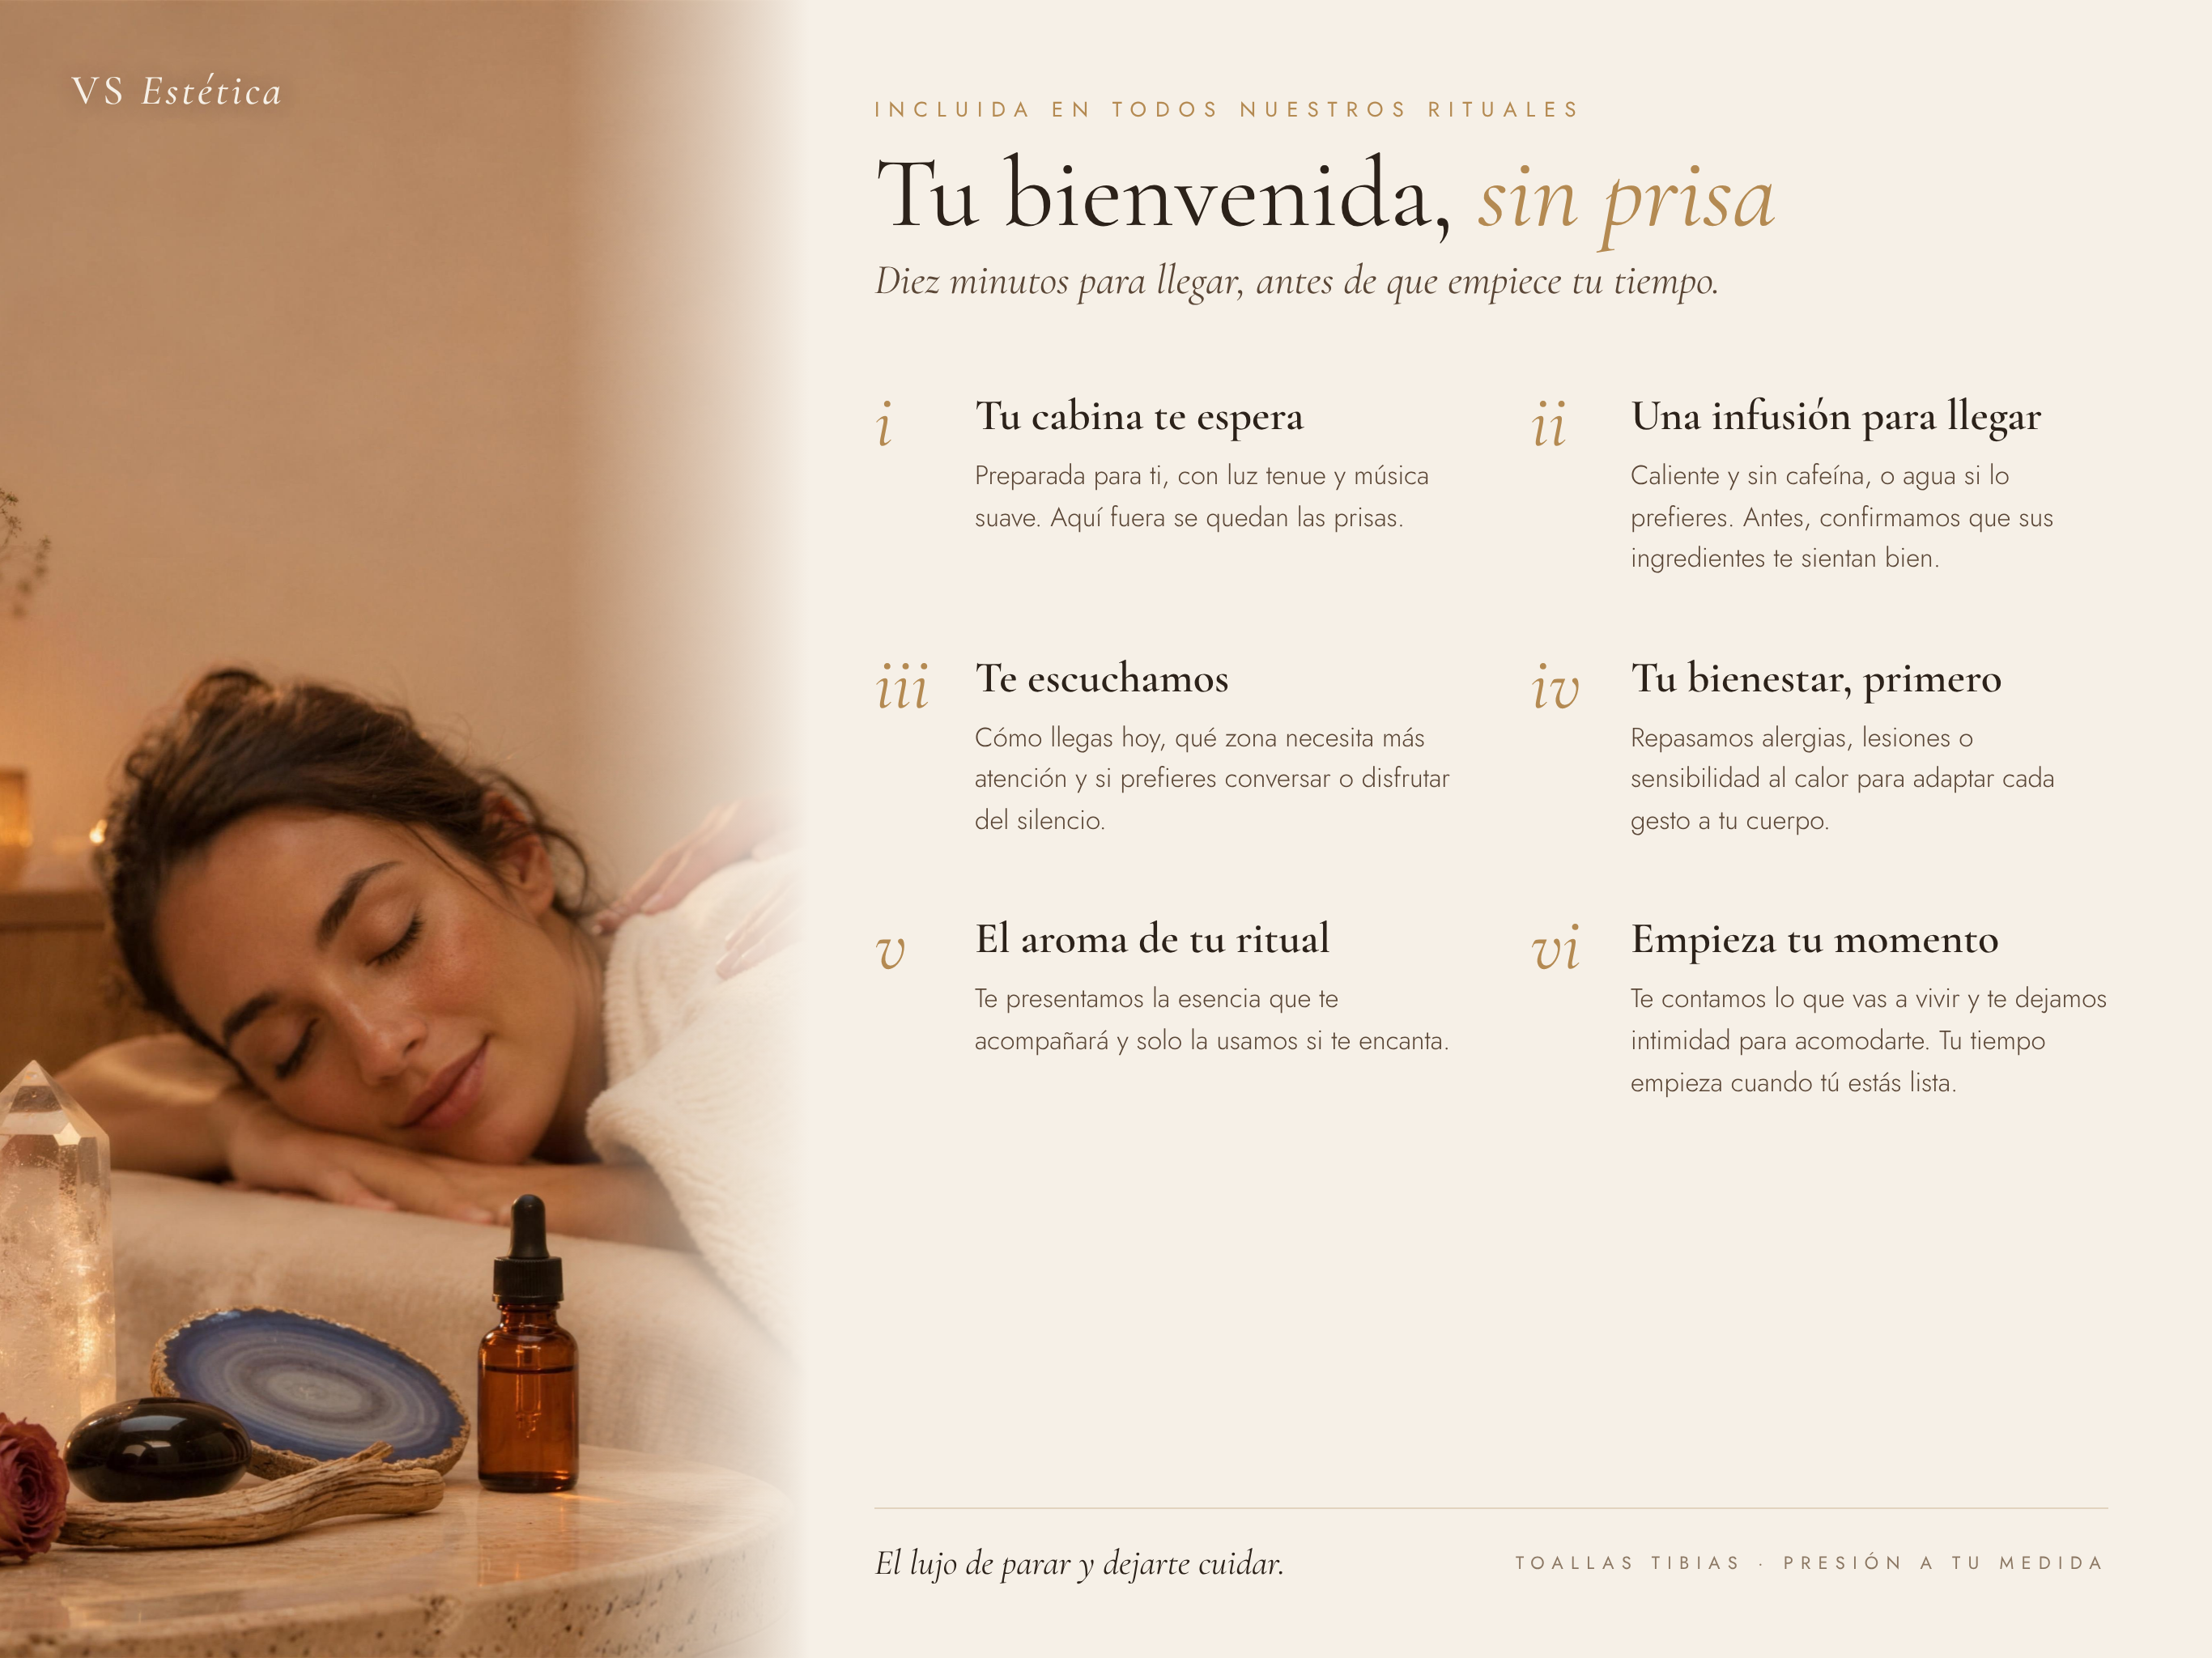 VS Estética
INCLUIDA EN TODOS NUESTROS RITUALES
Tu bienvenida, sin prisa
Diez minutos para llegar, antes de que empiece tu tiempo.
i
Tu cabina te espera
Preparada para ti, con luz tenue y música
suave. Aquí fuera se quedan las prisas.
ii
Una infusión para llegar
Caliente y sin cafeína, o agua si lo
prefieres. Antes, confirmamos que sus
ingredientes te sientan bien.
iii
Te escuchamos
Cómo llegas hoy, qué zona necesita más
atención y si prefieres conversar o disfrutar
del silencio.
iv
Tu bienestar, primero
Repasamos alergias, lesiones o
sensibilidad al calor para adaptar cada
gesto a tu cuerpo.
v
El aroma de tu ritual
Te presentamos la esencia que te
acompañará y solo la usamos si te encanta.
vi
Empieza tu momento
Te contamos lo que vas a vivir y te dejamos
intimidad para acomodarte. Tu tiempo
empieza cuando tú estás lista.
El lujo de parar y dejarte cuidar.
TOALLAS TIBIAS · PRESIÓN A TU MEDIDA